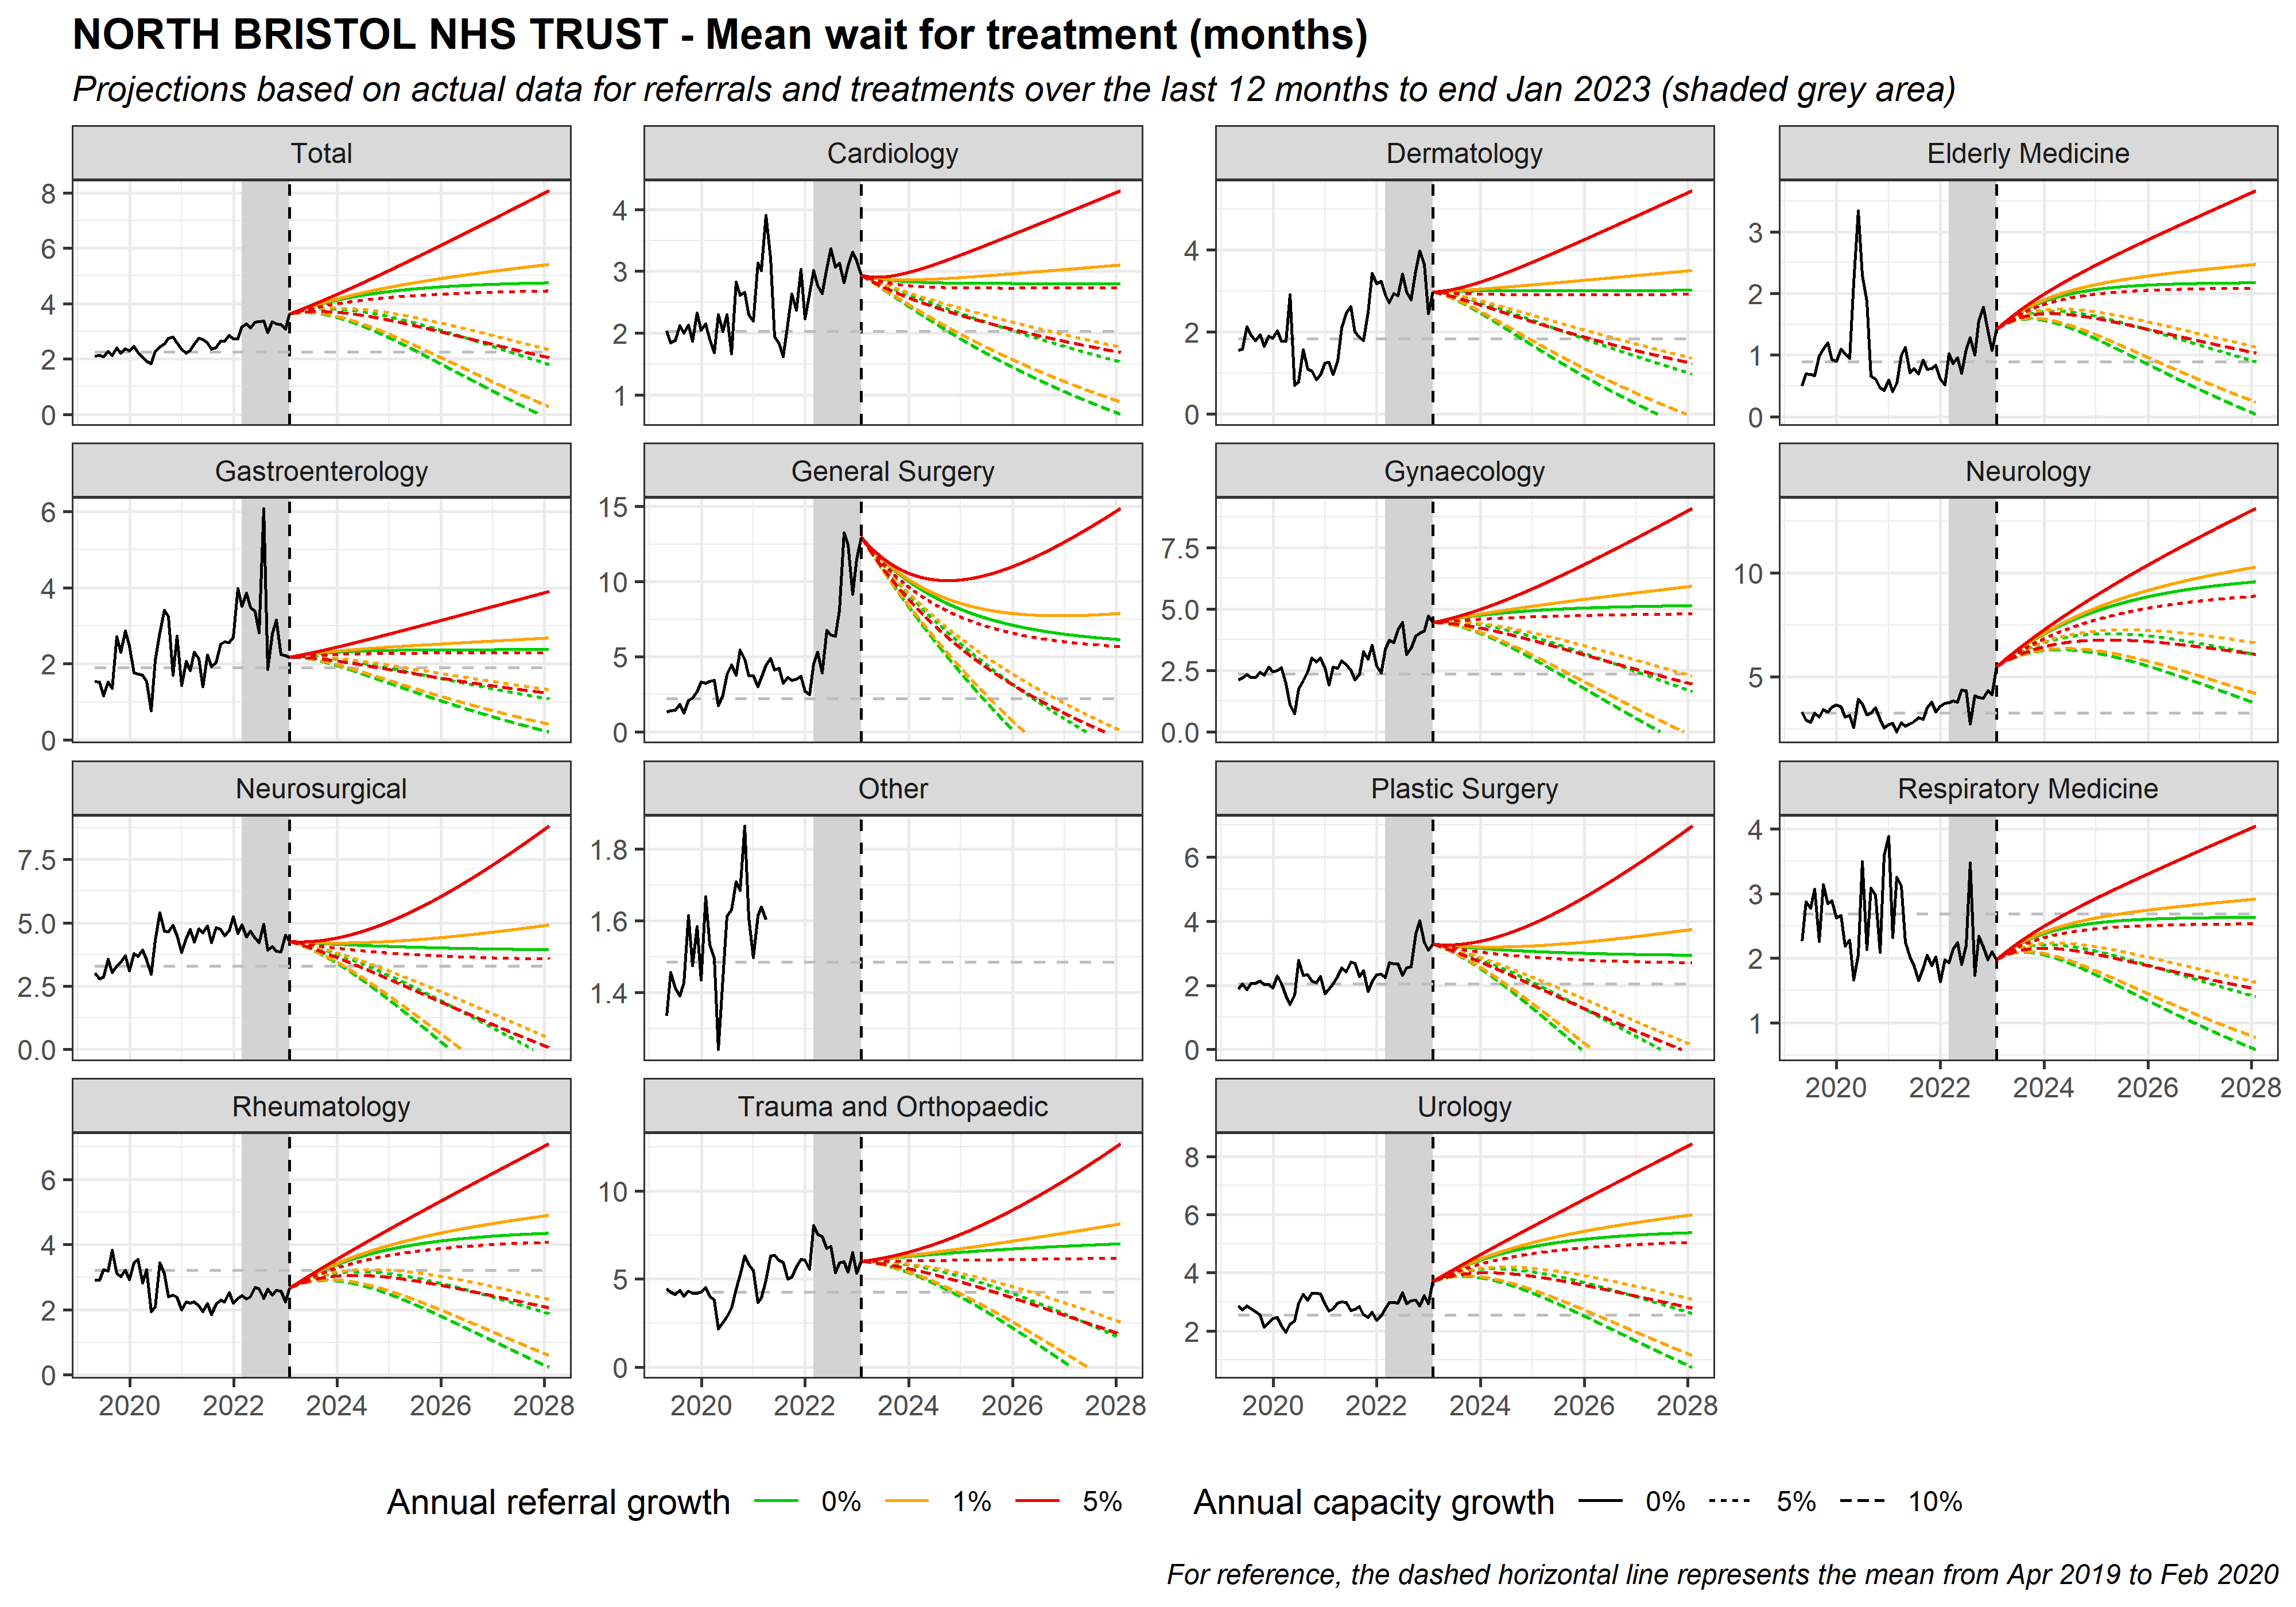 NORTH BRISTOL NHS TRUST - Mean wait for treatment (months)
Projections based on actual data for referrals and treatments over the last 12 months to end Jan 2023 (shaded grey area)
Total
8
6
4
2
0
Cardiology
4
3
2
1
Dermatology
4
2
0
Elderly Medicine
3
2
1
0
Gastroenterology
6
4
2
0
General Surgery
15
10
5
0
Gynaecology
7.5
5.0
2.5
0.0
Neurology
10
5
Neurosurgical
7.5
5.0
2.5
0.0
Other
1.8
1.6
1.4
Plastic Surgery
6
4
2
0
Respiratory Medicine
4
3
2
1
2020 2022 2024 2026 2028
Rheumatology
6
4
2
0
2020 2022 2024 2026 2028
Trauma and Orthopaedic
10
5
0
2020 2022 2024 2026 2028
Urology
8
6
4
2
2020 2022 2024 2026 2028
Annual referral growth 0% 1% 5% Annual capacity growth 0% 5% 10%
For reference, the dashed horizontal line represents the mean from Apr 2019 to Feb 2020